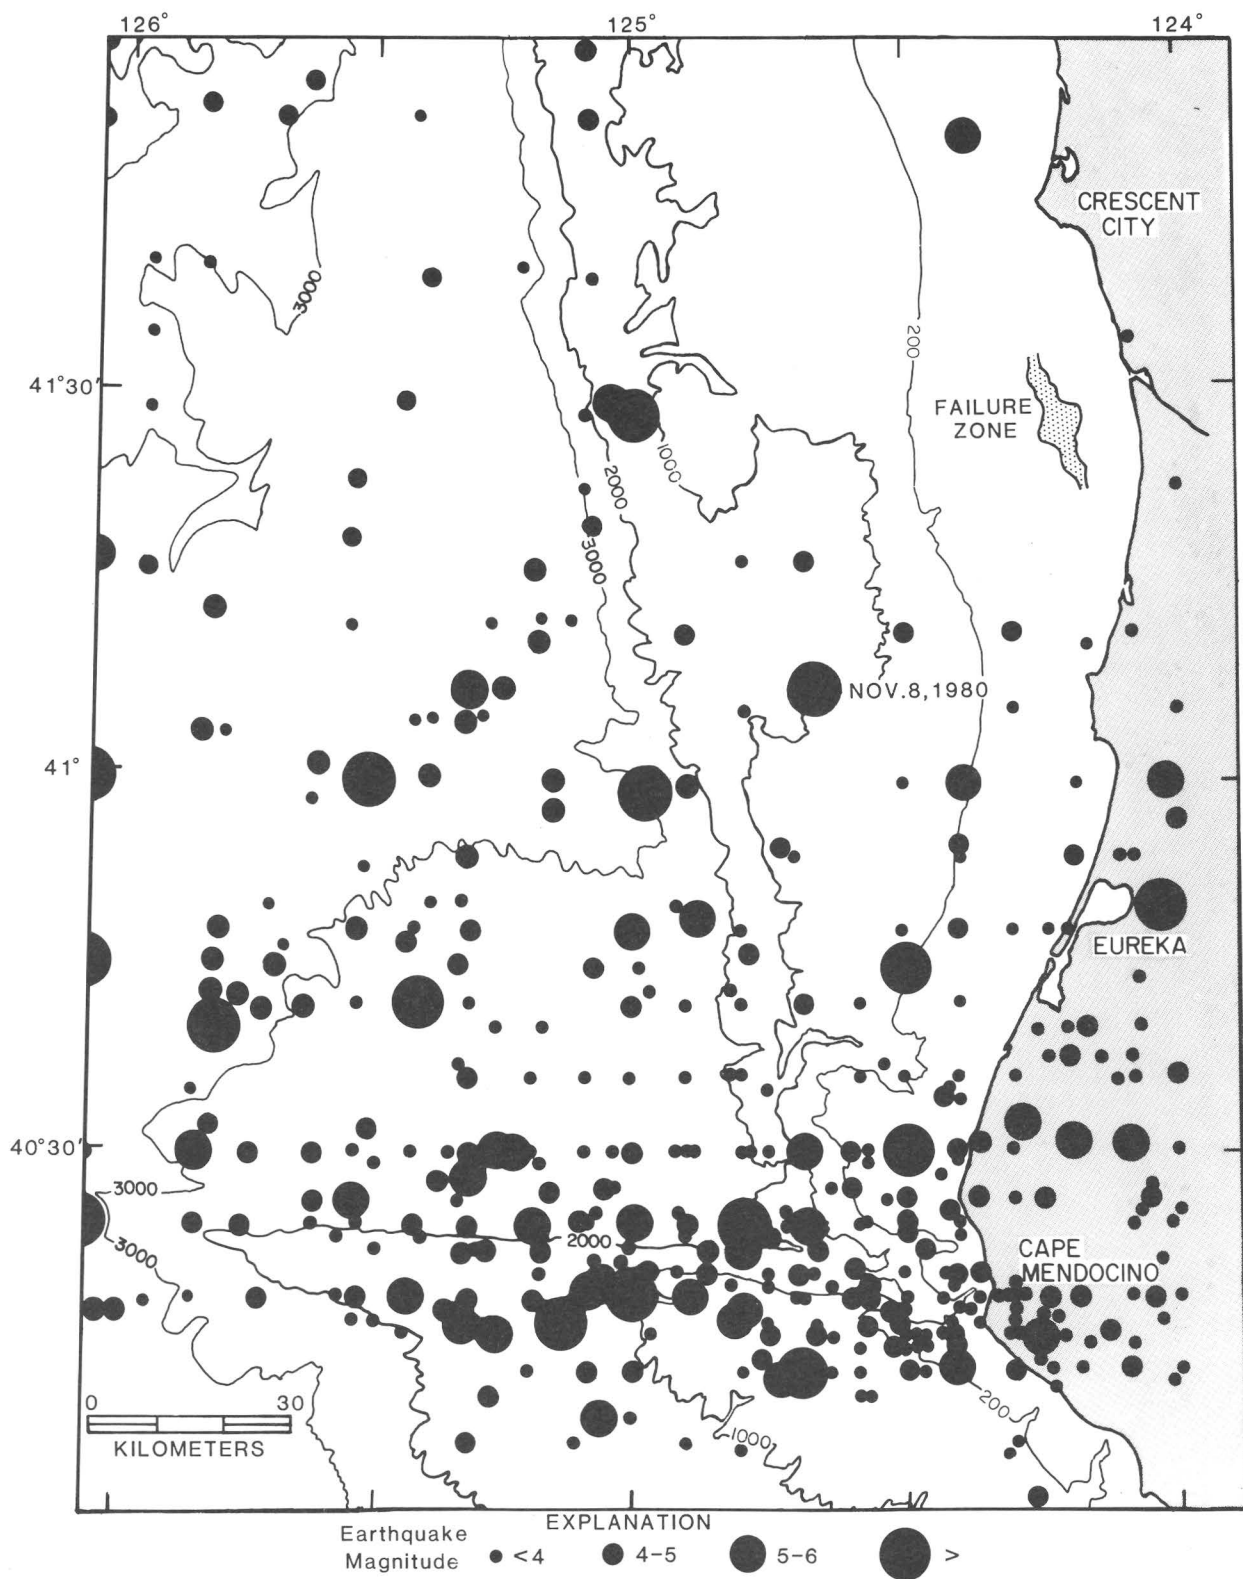 126°
125°
124°
CRESCENT
CITY
3000
200
41°30'
FAILURE
ZONE
1000
2000
3000
NOV.8,1980
41°
EUREKA
40°30'
3000
3000
2000
CAPE
MENDOCINO
0 30
KILOMETERS
200
1000
EXPLANATION
Earthquake
Magnitude <4 4-5 5-6 >